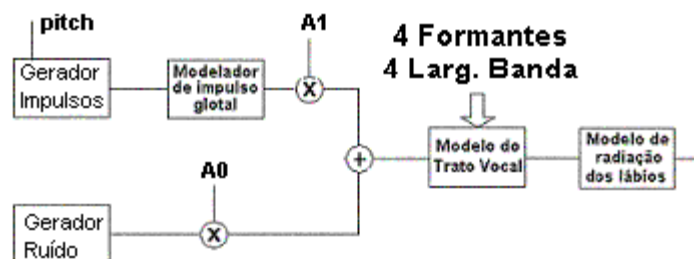 pitch
A1
4 Formantes
4 Larg. Banda
Gerador
Impulsos
Modelador
de impulso
glotal
X
+
Modelo do
Trato Vocal
Modelo de
radiação
dos lábios
A0
X
Gerador
Ruído